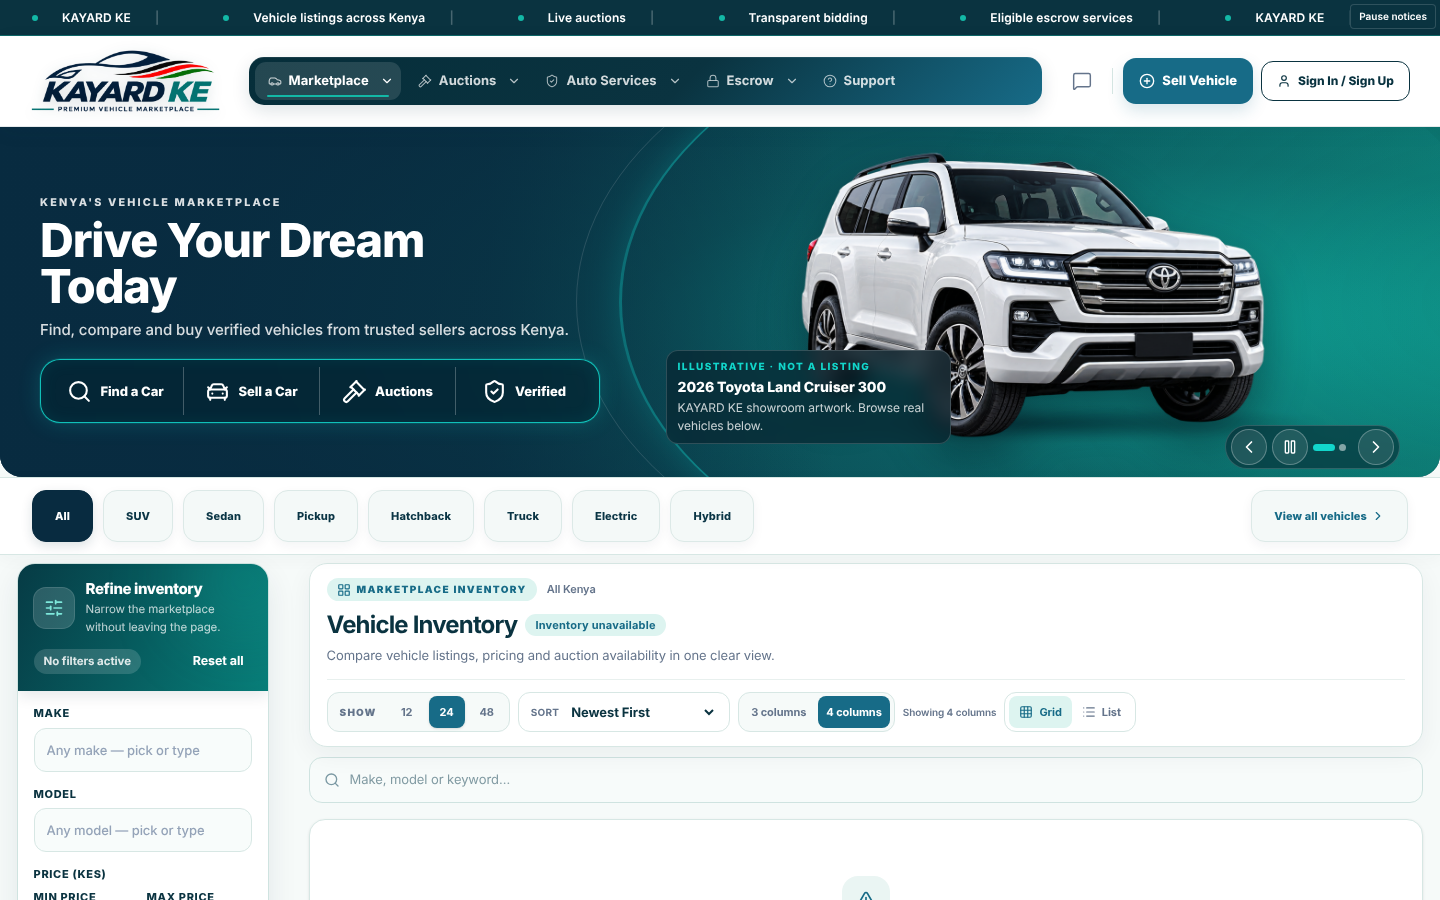 KAYARD KE
Vehicle listings across Kenya
Live auctions
Transparent bidding
Eligible escrow services
KAYARD KE
Pause notices
KAYARD KE
PREMIUM VEHICLE MARKETPLACE
Marketplace
Auctions
Auto Services
Escrow
Support
Sell Vehicle
Sign In / Sign Up
KENYA'S VEHICLE MARKETPLACE
Drive Your Dream
Today
Find, compare and buy verified vehicles from trusted sellers across Kenya.
Find a Car
Sell a Car
Auctions
Verified
ILLUSTRATIVE · NOT A LISTING
2026 Toyota Land Cruiser 300
KAYARD KE showroom artwork. Browse real
vehicles below.
All
SUV
Sedan
Pickup
Hatchback
Truck
Electric
Hybrid
View all vehicles
Refine inventory
Narrow the marketplace
without leaving the page.
No filters active
Reset all
MAKE
Any make — pick or type
MODEL
Any model — pick or type
PRICE (KES)
MIN PRICE
MAX PRICE
MARKETPLACE INVENTORY
All Kenya
Vehicle Inventory
Inventory unavailable
Compare vehicle listings, pricing and auction availability in one clear view.
SHOW
12
24
48
SORT
Newest First
3 columns
4 columns
Showing 4 columns
Grid
List
Make, model or keyword...